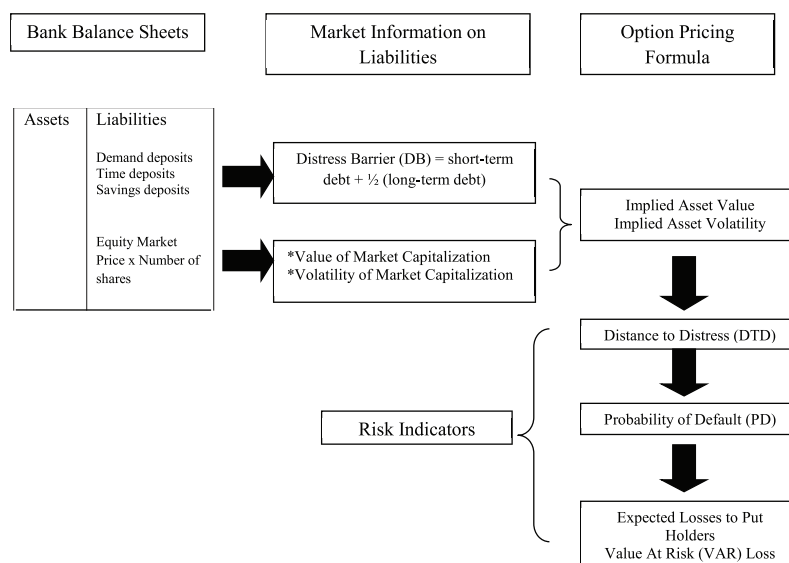 Bank Balance Sheets
Market Information on
Liabilities
Option Pricing
Formula
Assets
Liabilities
Demand deposits
Time deposits
Savings deposits
Equity Market
Price x Number of
shares
Distress Barrier (DB) = short-term
debt + ½ (long-term debt)
*Value of Market Capitalization
*Volatility of Market Capitalization
Implied Asset Value
Implied Asset Volatility
Distance to Distress (DTD)
Probability of Default (PD)
Risk Indicators
Expected Losses to Put
Holders
Value At Risk (VAR) Loss